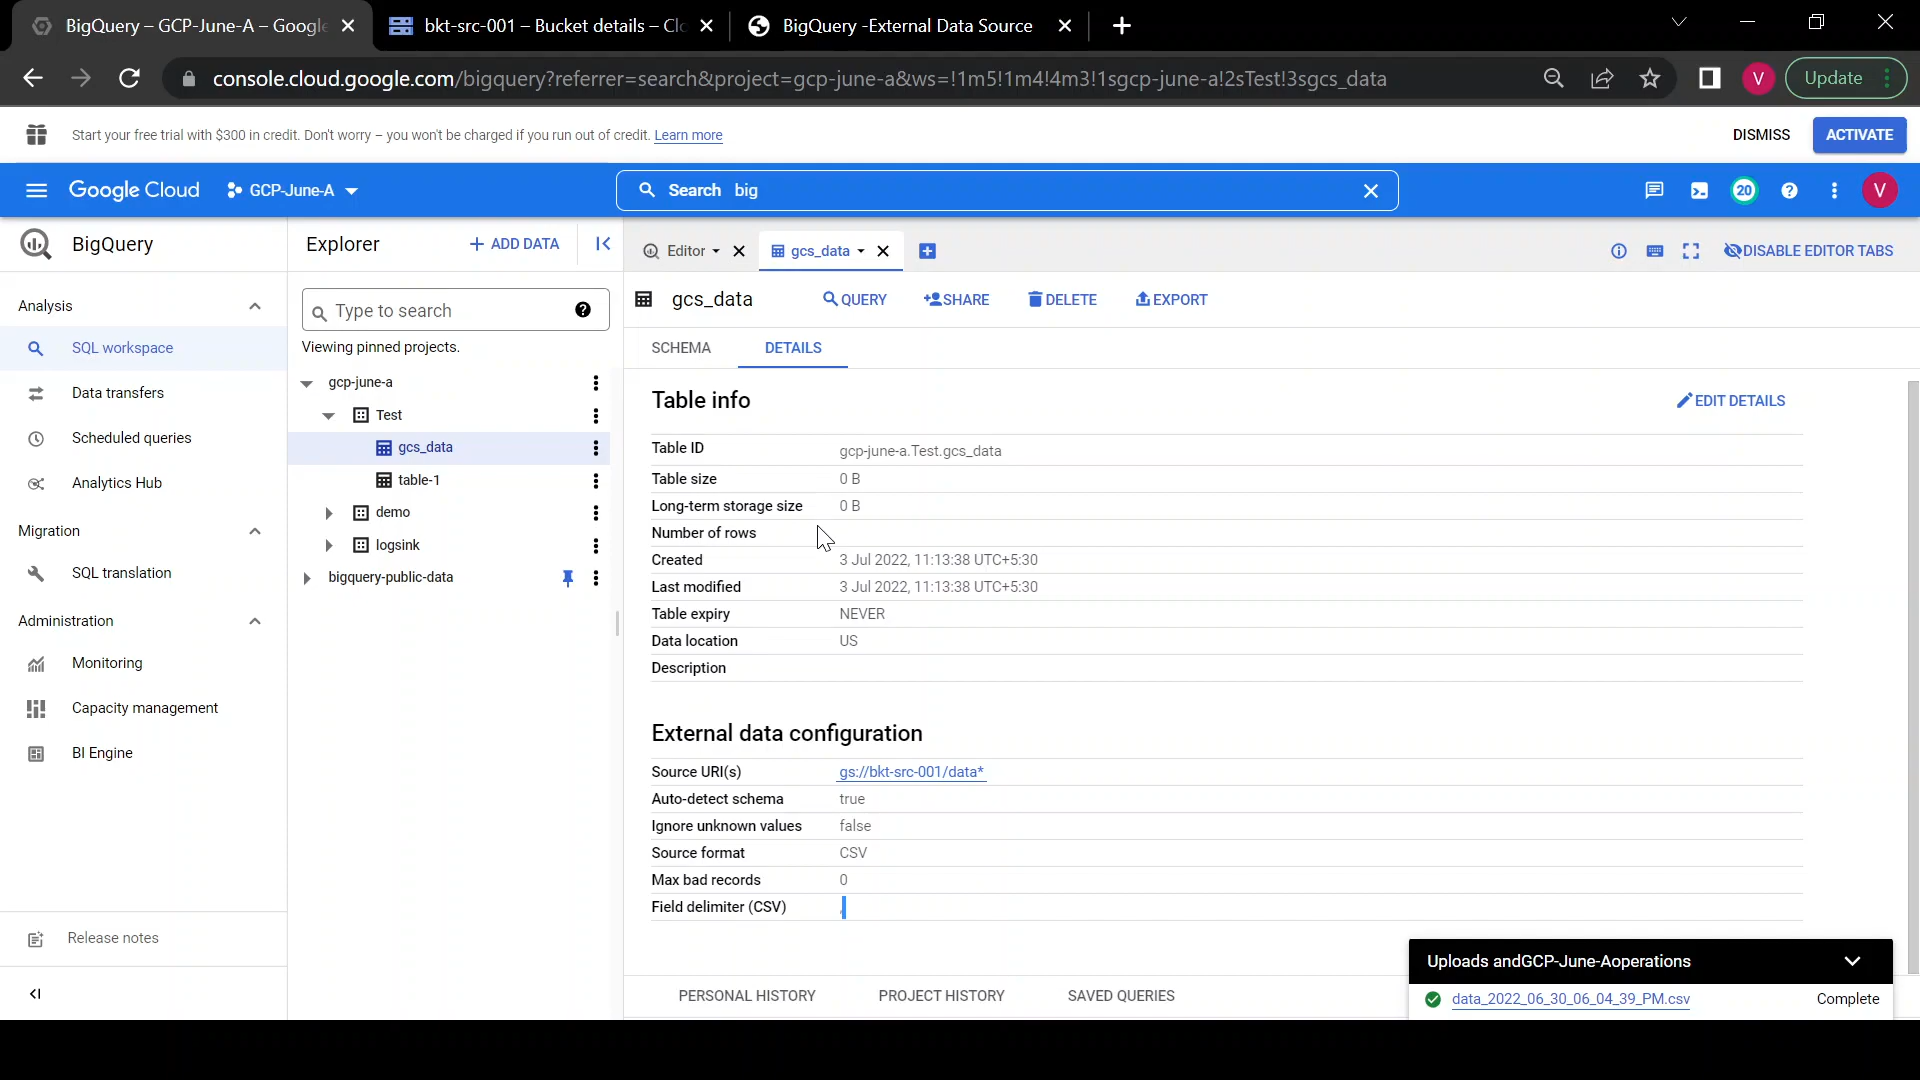 BigQuery – GCP-June-A – Google
bkt-src-001 – Bucket details – Clo
BigQuery -External Data Source
console.cloud.google.com/bigquery?referrer=search&project=gcp-june-a&ws=!1m5!1m4!4m3!1sgcp-june-a!2sTest!3sgcs_data
V
Update
Start your free trial with $300 in credit. Don't worry – you won't be charged if you run out of credit. Learn more
DISMISS
ACTIVATE
Google Cloud
GCP-June-A
Search big
20
V
BigQuery
Explorer
+ ADD DATA
Editor
gcs_data
DISABLE EDITOR TABS
Analysis
SQL workspace
Data transfers
Scheduled queries
Analytics Hub
Migration
SQL translation
Administration
Monitoring
Capacity management
BI Engine
Release notes
Type to search
Viewing pinned projects.
gcp-june-a
Test
gcs_data
table-1
demo
logsink
bigquery-public-data
gcs_data
QUERY
SHARE
DELETE
EXPORT
SCHEMA
DETAILS
Table info
EDIT DETAILS
Table ID gcp-june-a.Test.gcs_data
Table size 0 B
Long-term storage size 0 B
Number of rows
Created 3 Jul 2022, 11:13:38 UTC+5:30
Last modified 3 Jul 2022, 11:13:38 UTC+5:30
Table expiry NEVER
Data location US
Description
External data configuration
Source URI(s) gs://bkt-src-001/data*
Auto-detect schema true
Ignore unknown values false
Source format CSV
Max bad records 0
Field delimiter (CSV)
PERSONAL HISTORY
PROJECT HISTORY
SAVED QUERIES
Uploads andGCP-June-Aoperations
data_2022_06_30_06_04_39_PM.csv
Complete